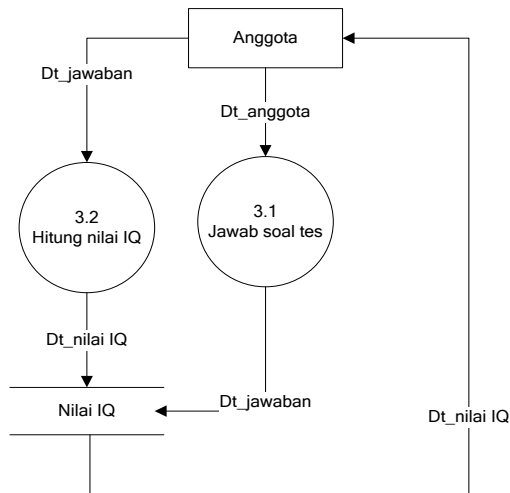 Anggota
Dt_jawaban
Dt_anggota
3.2
Hitung nilai IQ
3.1
Jawab soal tes
Dt_nilai IQ
Nilai IQ
Dt_jawaban
Dt_nilai IQ